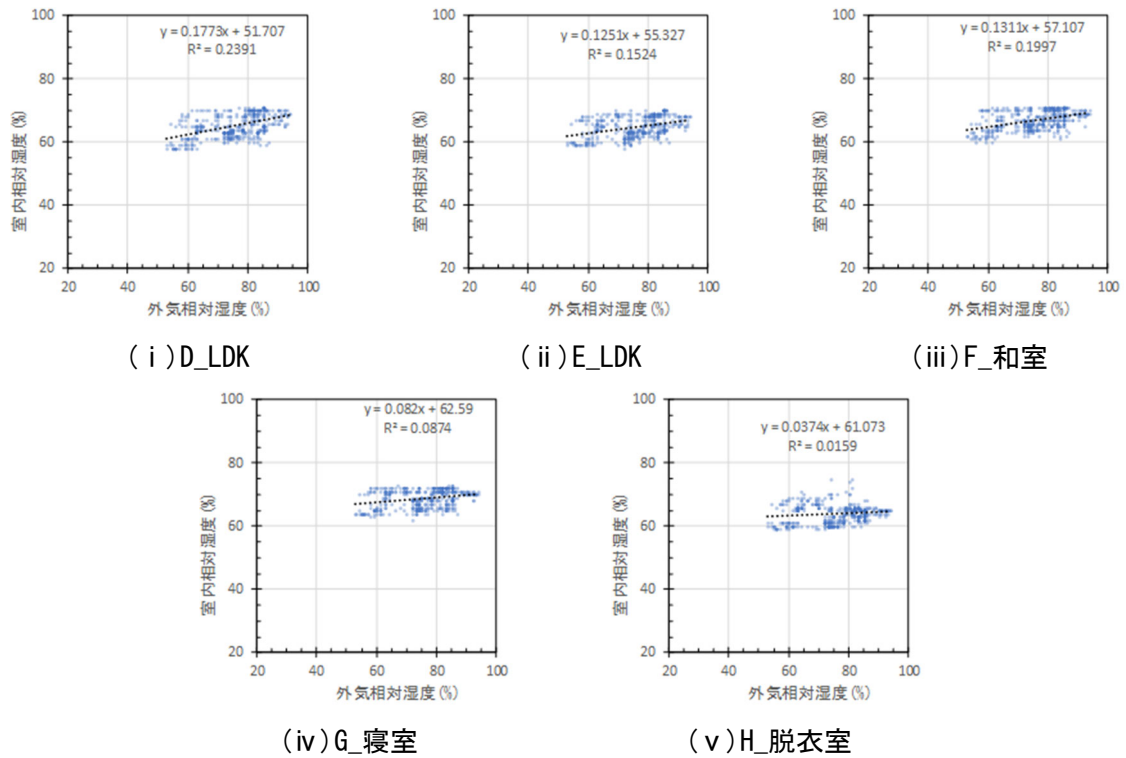 y = 0.1773x + 51.707
R² = 0.2391
100
80
60
40
20
20 40 60 80 100
室内相対湿度(%)
外気相対湿度(%)
(ⅰ)D_LDK
y = 0.1251x + 55.327
R² = 0.1524
100
80
60
40
20
20 40 60 80 100
室内相対湿度(%)
外気相対湿度(%)
(ⅱ)E_LDK
y = 0.1311x + 57.107
R² = 0.1997
100
80
60
40
20
20 40 60 80 100
室内相対湿度(%)
外気相対湿度(%)
(ⅲ)F_和室
y = 0.082x + 62.59
R² = 0.0874
100
80
60
40
20
20 40 60 80 100
室内相対湿度(%)
外気相対湿度(%)
(ⅳ)G_寝室
y = 0.0374x + 61.073
R² = 0.0159
100
80
60
40
20
20 40 60 80 100
室内相対湿度(%)
外気相対湿度(%)
(ⅴ)H_脱衣室